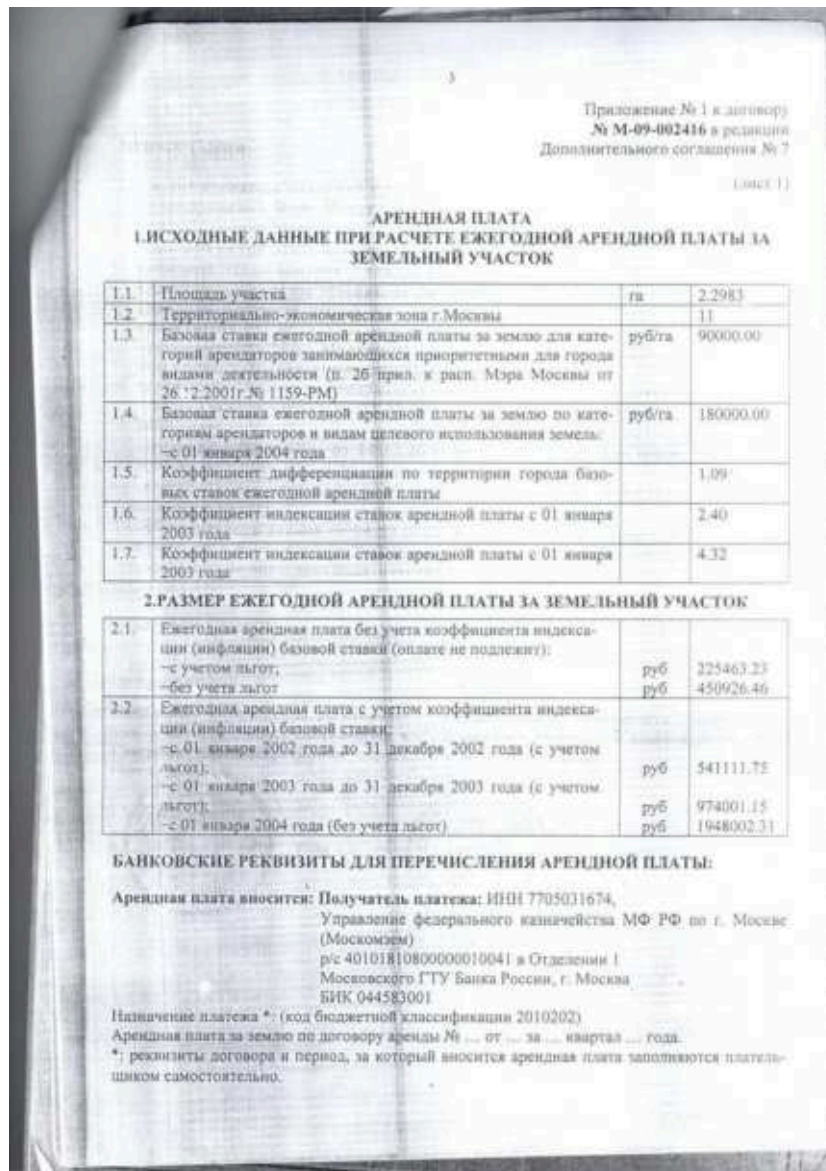 3
Приложение № 1 к договору
№ М-09-002416 в редакции
Дополнительного соглашения № 7
(лист 1)
АРЕНДНАЯ ПЛАТА
1.ИСХОДНЫЕ ДАННЫЕ ПРИ РАСЧЕТЕ ЕЖЕГОДНОЙ АРЕНДНОЙ ПЛАТЫ ЗА
ЗЕМЕЛЬНЫЙ УЧАСТОК
1.1. Площадь участка га 2.2983
1.2. Территориально-экономическая зона г.Москвы 11
1.3. Базовая ставка ежегодной арендной платы за землю для кате- руб/га 90000.00
горий арендаторов занимающихся приоритетными для города
видами деятельности (п. 2б прил. к расп. Мэра Москвы от
26.12.2001г.№ 1159-РМ)
1.4. Базовая ставка ежегодной арендной платы за землю по кате- руб/га 180000.00
гориям арендаторов и видам целевого использования земель:
-с 01 января 2004 года
1.5. Коэффициент дифференциации по территории города базо- 1.09
вых ставок ежегодной арендной платы
1.6. Коэффициент индексации ставок арендной платы с 01 января 2.40
2003 года
1.7. Коэффициент индексации ставок арендной платы с 01 января 4.32
2003 года
2.РАЗМЕР ЕЖЕГОДНОЙ АРЕНДНОЙ ПЛАТЫ ЗА ЗЕМЕЛЬНЫЙ УЧАСТОК
2.1. Ежегодная арендная плата без учета коэффициента индекса-
ции (инфляции) базовой ставки (оплате не подлежит):
-с учетом льгот; руб 225463.23
-без учета льгот руб 450926.46
2.2. Ежегодная арендная плата с учетом коэффициента индекса-
ции (инфляции) базовой ставки:
-с 01 января 2002 года до 31 декабря 2002 года (с учетом
льгот); руб 541111.75
-с 01 января 2003 года до 31 декабря 2003 года (с учетом
льгот); руб 974001.15
-с 01 января 2004 года (без учета льгот) руб 1948002.31
БАНКОВСКИЕ РЕКВИЗИТЫ ДЛЯ ПЕРЕЧИСЛЕНИЯ АРЕНДНОЙ ПЛАТЫ:
Арендная плата вносится: Получатель платежа: ИНН 7705031674,
Управление федерального казначейства МФ РФ по г. Москве
(Москомзем)
р/с 40101810800000010041 в Отделении 1
Московского ГТУ Банка России, г. Москва
БИК 044583001
Назначение платежа *: (код бюджетной классификации 2010202)
Арендная плата за землю по договору аренды № ... от ... за ... квартал ... года.
*: реквизиты договора и период, за который вносится арендная плата заполняются платель-
щиком самостоятельно.